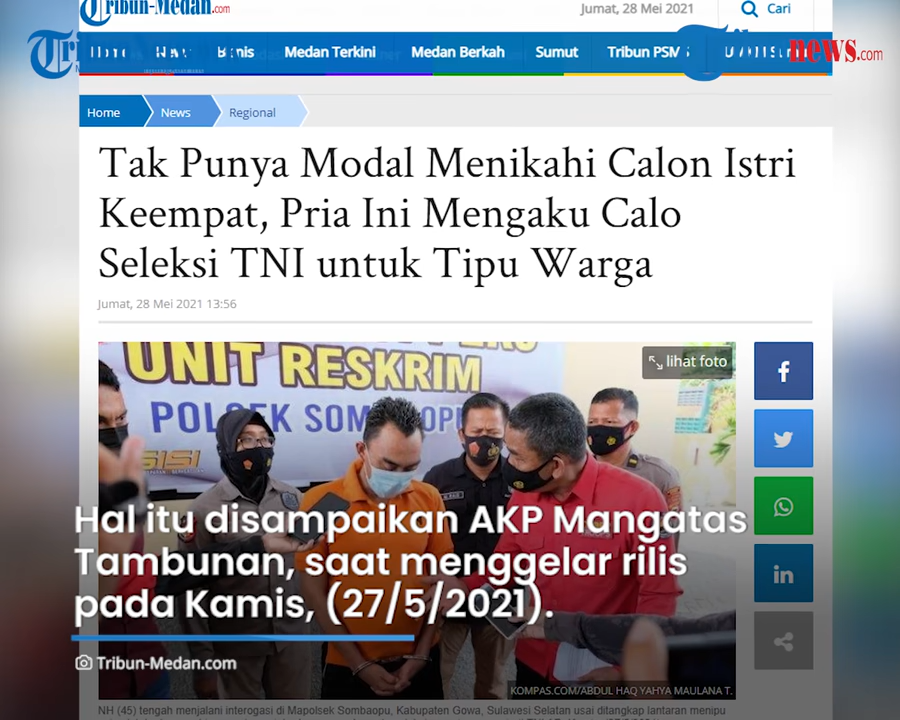 Tribun-Medan.com
Jumat, 28 Mei 2021
Cari
Bisnis
Medan Terkini
Medan Berkah
Sumut
Tribun PSMS
news.com
Home
News
Regional
Tak Punya Modal Menikahi Calon Istri
Keempat, Pria Ini Mengaku Calo
Seleksi TNI untuk Tipu Warga
Jumat, 28 Mei 2021 13:56
lihat foto
UNIT RESKRIM
POLSEK SOMBAOPU
Hal itu disampaikan AKP Mangatas
Tambunan, saat menggelar rilis
pada Kamis, (27/5/2021).
Tribun-Medan.com
KOMPAS.COM/ABDUL HAQ YAHYA MAULANA T.
NH (45) tengah menjalani interogasi di Mapolsek Sombaopu, Kabupaten Gowa, Sulawesi Selatan usai ditangkap lantaran menipu